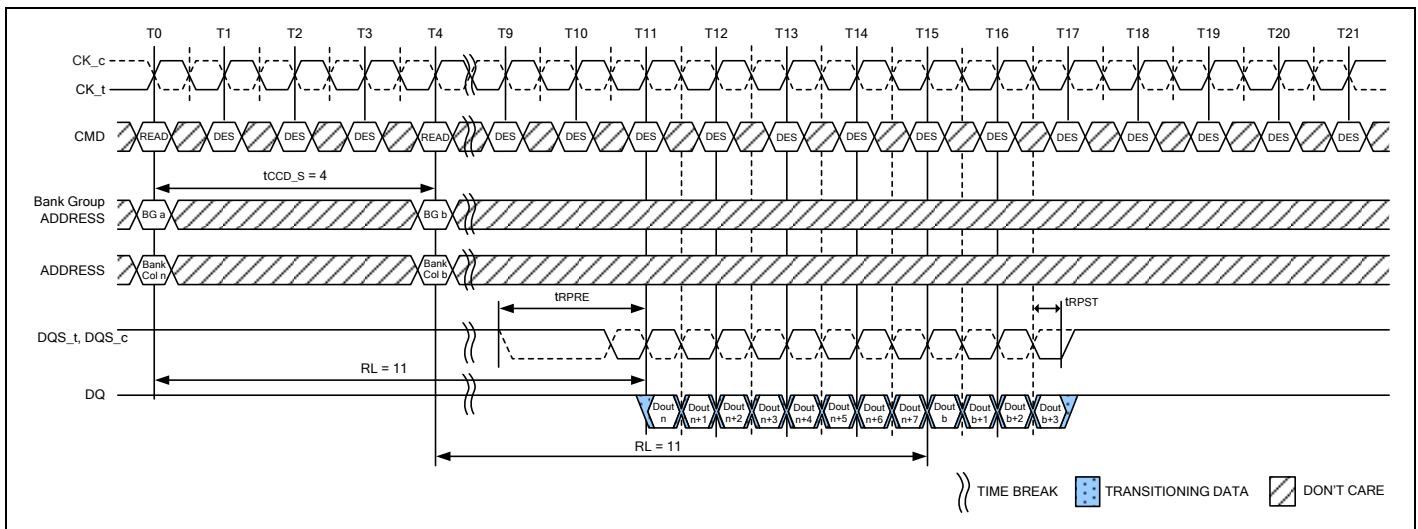 T0 T1 T2 T3 T4 T9 T10 T11 T12 T13 T14 T15 T16 T17 T18 T19 T20 T21
CK_c
CK_t
CMD READ DES DES DES READ DES DES DES DES DES DES DES DES DES DES DES DES DES
tCCD_S = 4
Bank Group
ADDRESS BG a BG b
ADDRESS Bank Col n Bank Col b
tRPRE tRPST
DQS_t, DQS_c
RL = 11
DQ
Dout n Dout n+1 Dout n+2 Dout n+3 Dout n+4 Dout n+5 Dout n+6 Dout n+7 Dout b Dout b+1 Dout b+2 Dout b+3
RL = 11
TIME BREAK TRANSITIONING DATA DON'T CARE